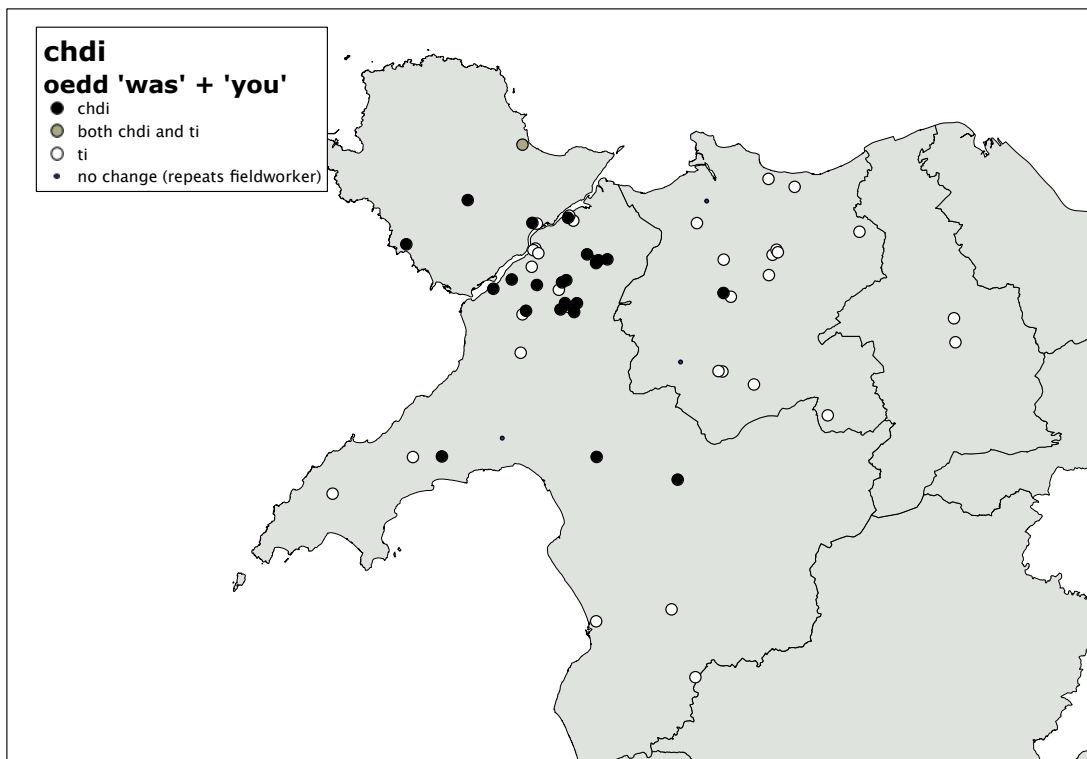 chdi
oedd 'was' + 'you'
chdi
both chdi and ti
ti
no change (repeats fieldworker)